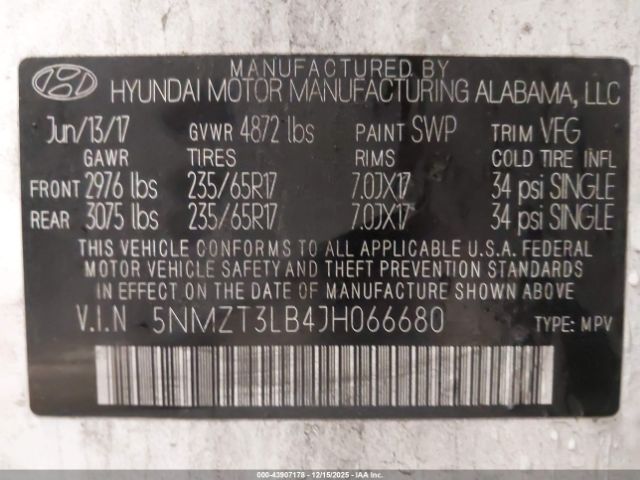 MANUFACTURED BY
HYUNDAI MOTOR MANUFACTURING ALABAMA, LLC
Jun/13/17 GVWR 4872 lbs PAINT SWP TRIM VFG
GAWR TIRES RIMS COLD TIRE INFL
FRONT 2976 lbs 235/65R17 7.0JX17 34 psi SINGLE
REAR 3075 lbs 235/65R17 7.0JX17 34 psi SINGLE
THIS VEHICLE CONFORMS TO ALL APPLICABLE U.S.A. FEDERAL
MOTOR VEHICLE SAFETY AND THEFT PREVENTION STANDARDS
IN EFFECT ON THE DATE OF MANUFACTURE SHOWN ABOVE
V.I.N 5NMZT3LB4JH066680 TYPE: MPV
000-43907178 - 12/15/2025 - IAA